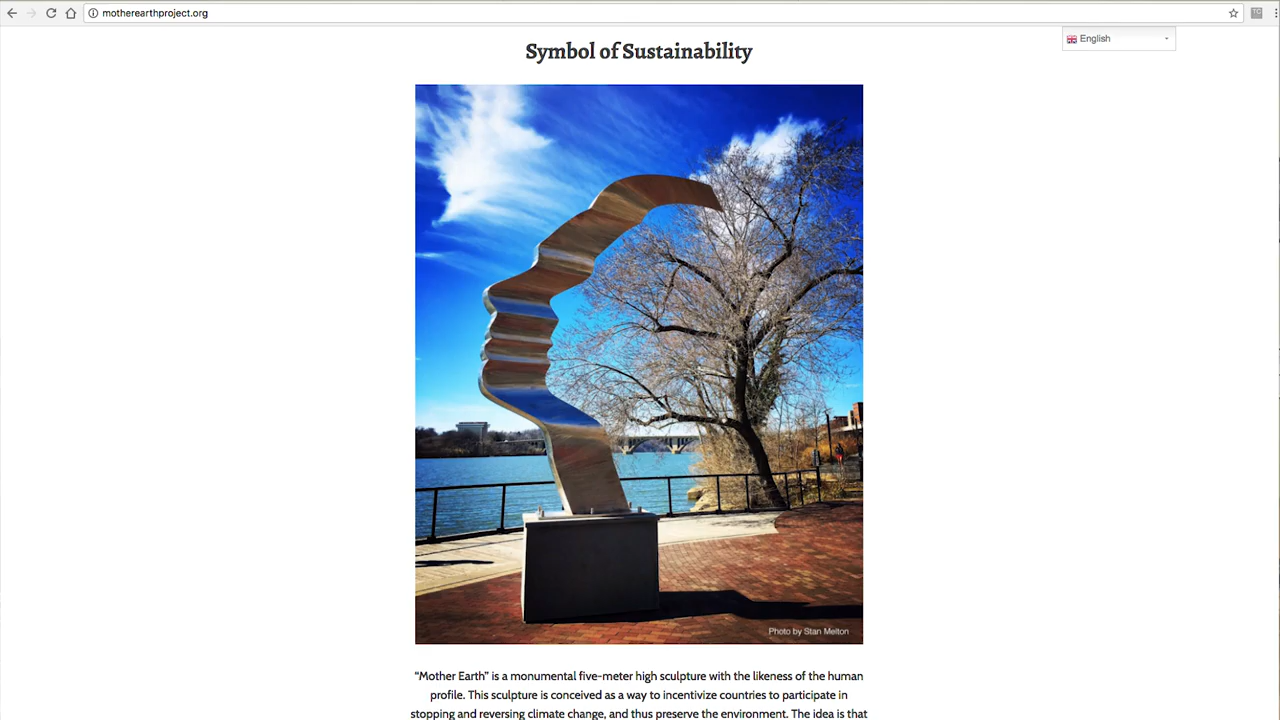 motherearthproject.org
English
Symbol of Sustainability
Photo by Stan Melton
“Mother Earth” is a monumental five-meter high sculpture with the likeness of the human
profile. This sculpture is conceived as a way to incentivize countries to participate in
stopping and reversing climate change, and thus preserve the environment. The idea is that